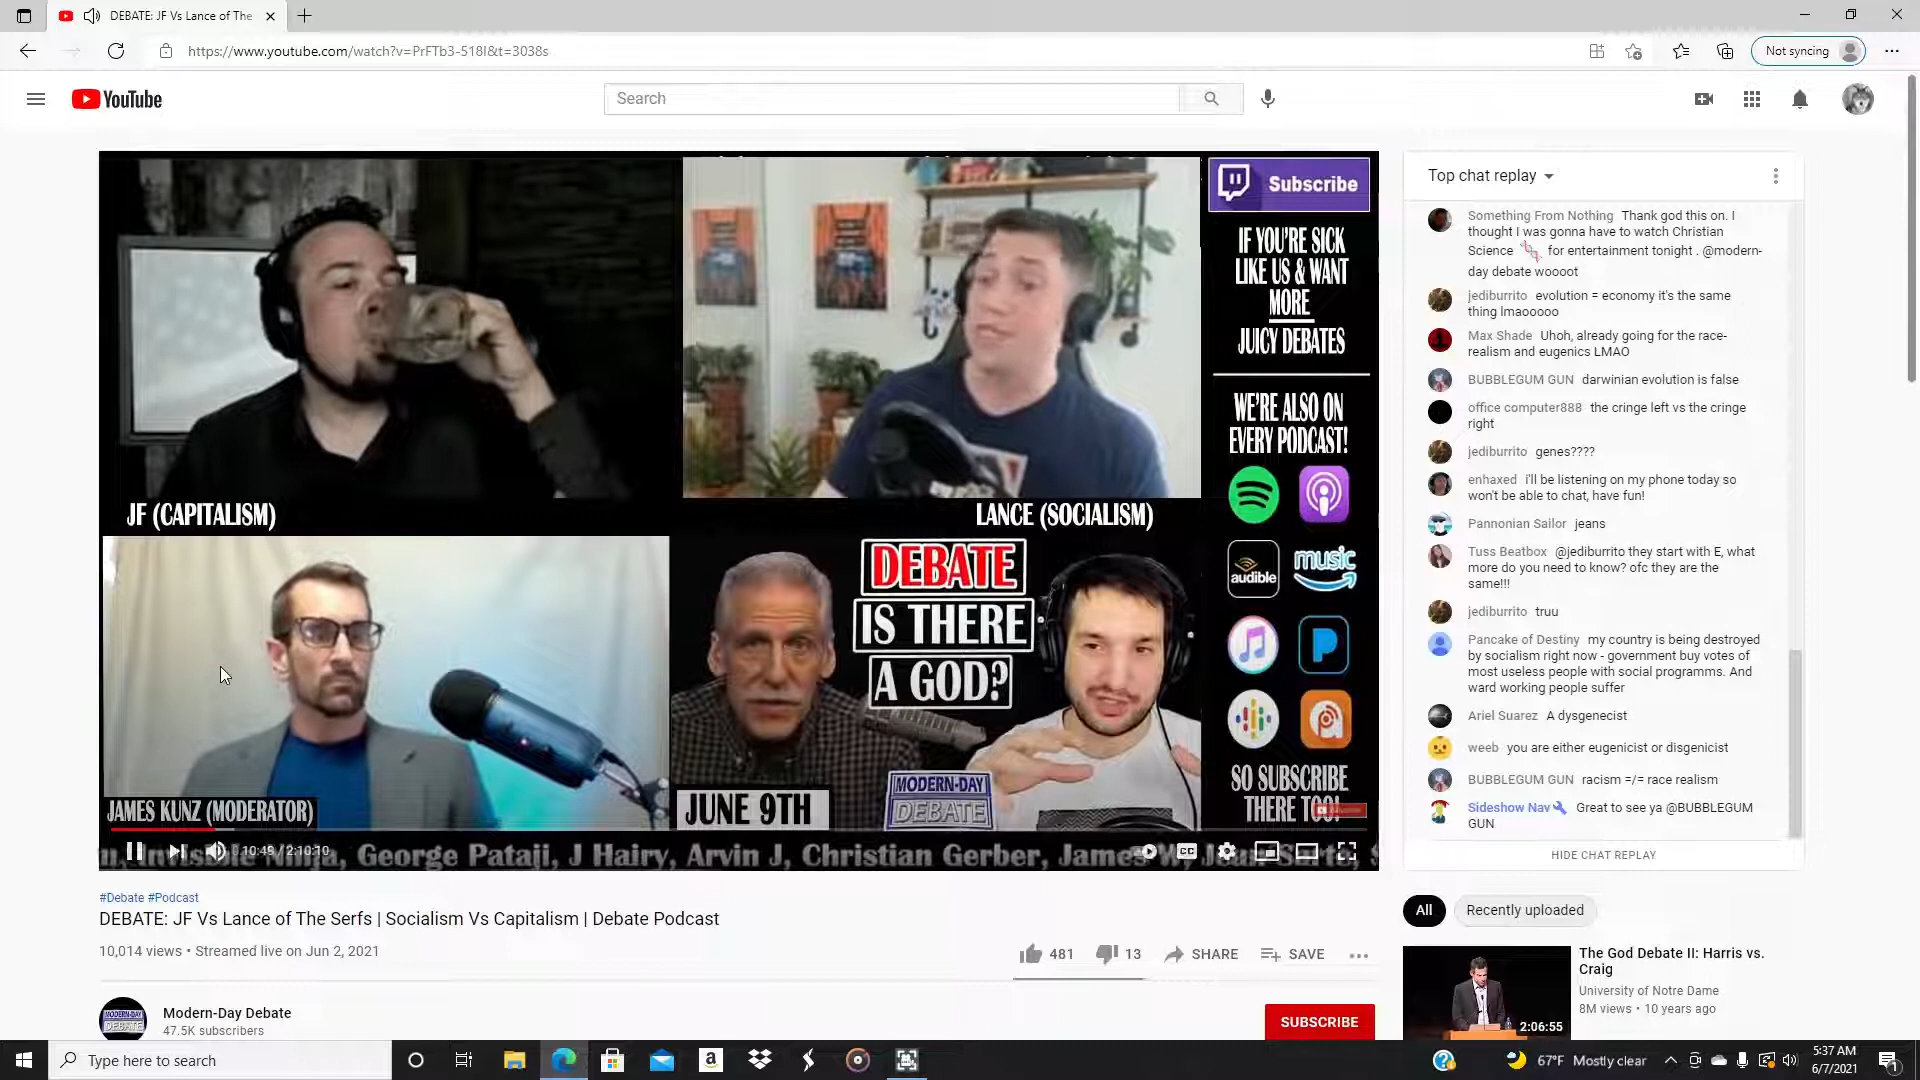 DEBATE: JF Vs Lance of The
https://www.youtube.com/watch?v=PrFTb3-518I&t=3038s
Not syncing
YouTube
Search
Subscribe
IF YOU'RE SICK
LIKE US & WANT
MORE
JUICY DEBATES
WE'RE ALSO ON
EVERY PODCAST!
audible
music
SO SUBSCRIBE
THERE TOO!
JF (CAPITALISM)
LANCE (SOCIALISM)
DEBATE
IS THERE
A GOD?
JAMES KUNZ (MODERATOR)
JUNE 9TH
MODERN-DAY
DEBATE
0:10:49 / 2:10:10
George Pataji, J Hairy, Arvin J, Christian Gerber, James
CC
Top chat replay
Something From Nothing Thank god this on. I
thought I was gonna have to watch Christian
Science for entertainment tonight . @modern-
day debate woooot
jediburrito evolution = economy it's the same
thing lmaooooo
Max Shade Uhoh, already going for the race-
realism and eugenics LMAO
BUBBLEGUM GUN darwinian evolution is false
office computer888 the cringe left vs the cringe
right
jediburrito genes????
enhaxed i'll be listening on my phone today so
won't be able to chat, have fun!
Pannonian Sailor jeans
Tuss Beatbox @jediburrito they start with E, what
more do you need to know? ofc they are the
same!!!
jediburrito truu
Pancake of Destiny my country is being destroyed
by socialism right now - government buy votes of
most useless people with social programms. And
ward working people suffer
Ariel Suarez A dysgenecist
weeb you are either eugenicist or disgenicist
BUBBLEGUM GUN racism =/= race realism
Sideshow Nav Great to see ya @BUBBLEGUM
GUN
HIDE CHAT REPLAY
#Debate #Podcast
DEBATE: JF Vs Lance of The Serfs | Socialism Vs Capitalism | Debate Podcast
10,014 views • Streamed live on Jun 2, 2021
481
13
SHARE
SAVE
Modern-Day Debate
47.5K subscribers
SUBSCRIBE
All
Recently uploaded
The God Debate II: Harris vs.
Craig
University of Notre Dame
8M views • 10 years ago
2:06:55
Type here to search
67°F Mostly clear
5:37 AM
6/7/2021
1